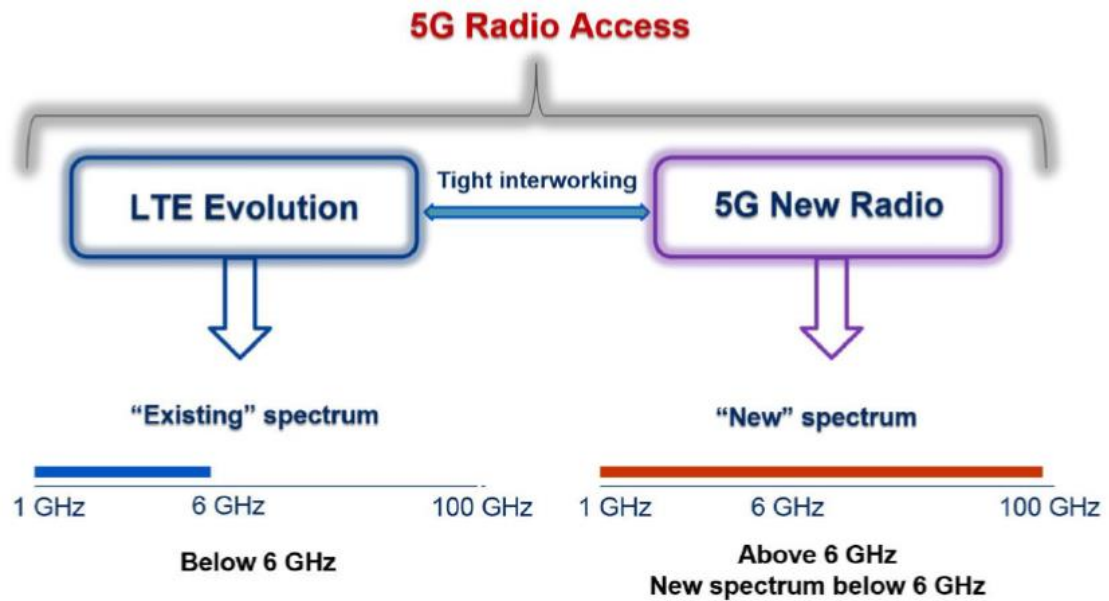 5G Radio Access
LTE Evolution
Tight interworking
5G New Radio
“Existing” spectrum
“New” spectrum
1 GHz
6 GHz
100 GHz
1 GHz
6 GHz
100 GHz
Below 6 GHz
Above 6 GHz
New spectrum below 6 GHz